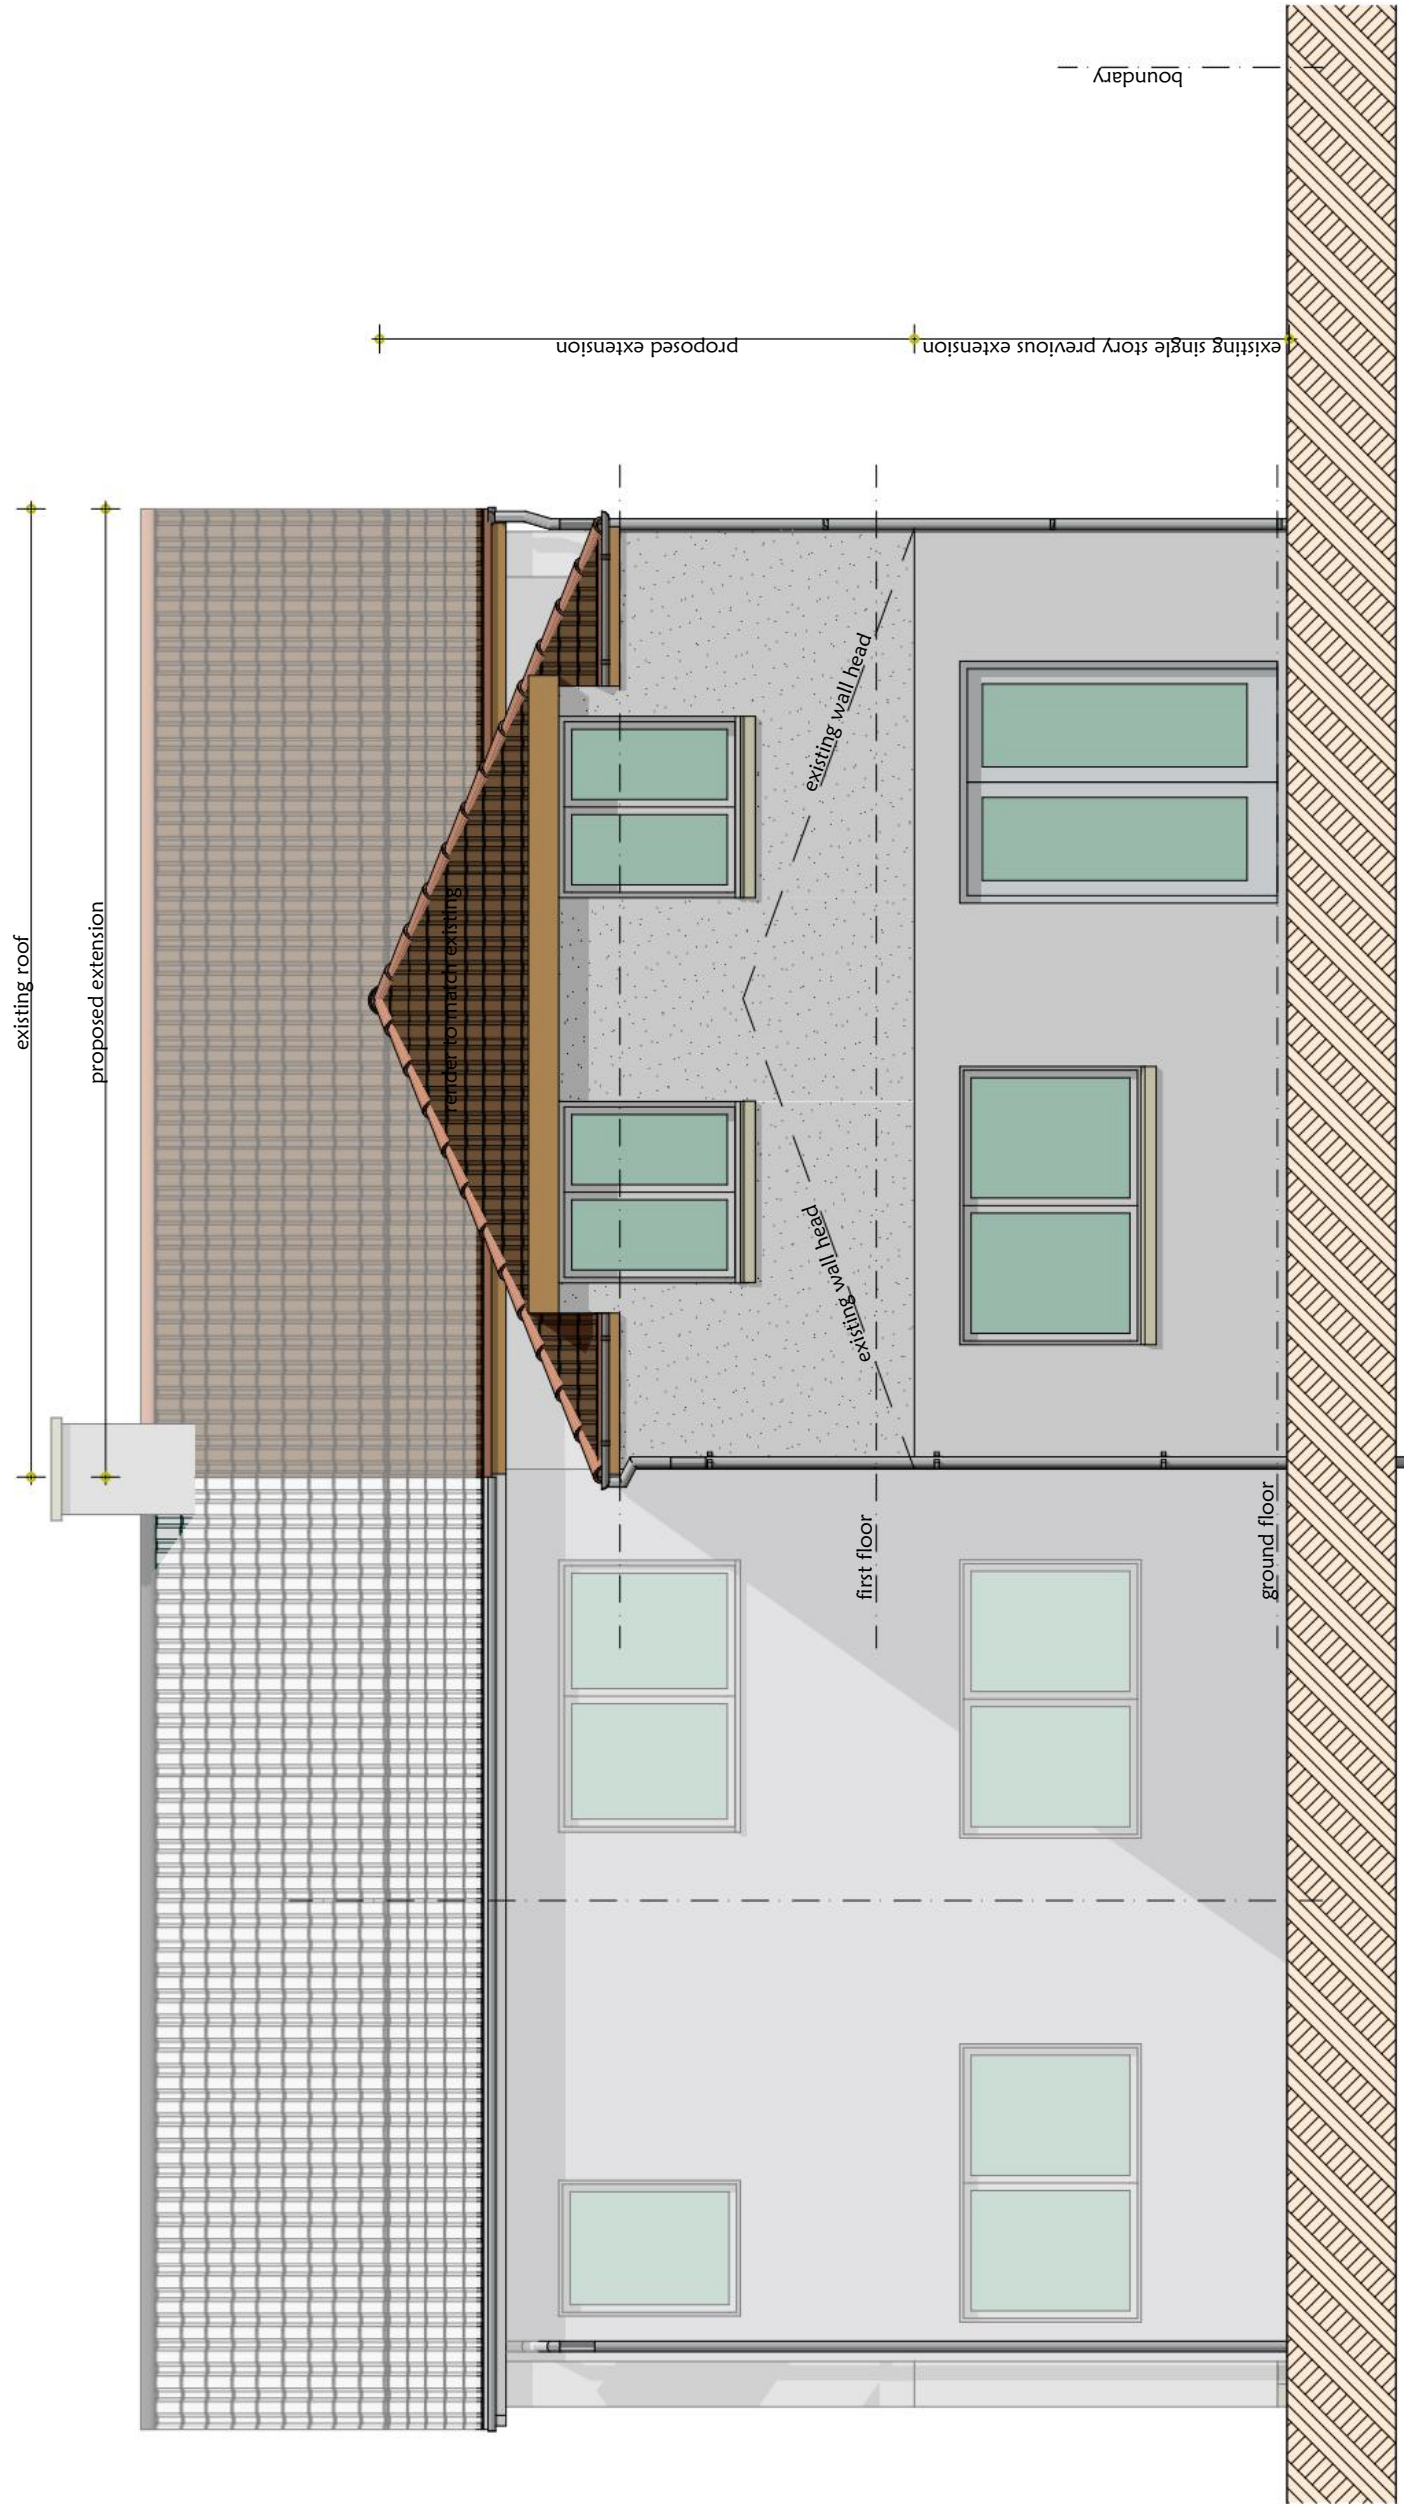 existing roof
proposed extension
render to match existing
existing wall head
existing wall head
first floor
ground floor
proposed extension
existing single story previous extension
boundary